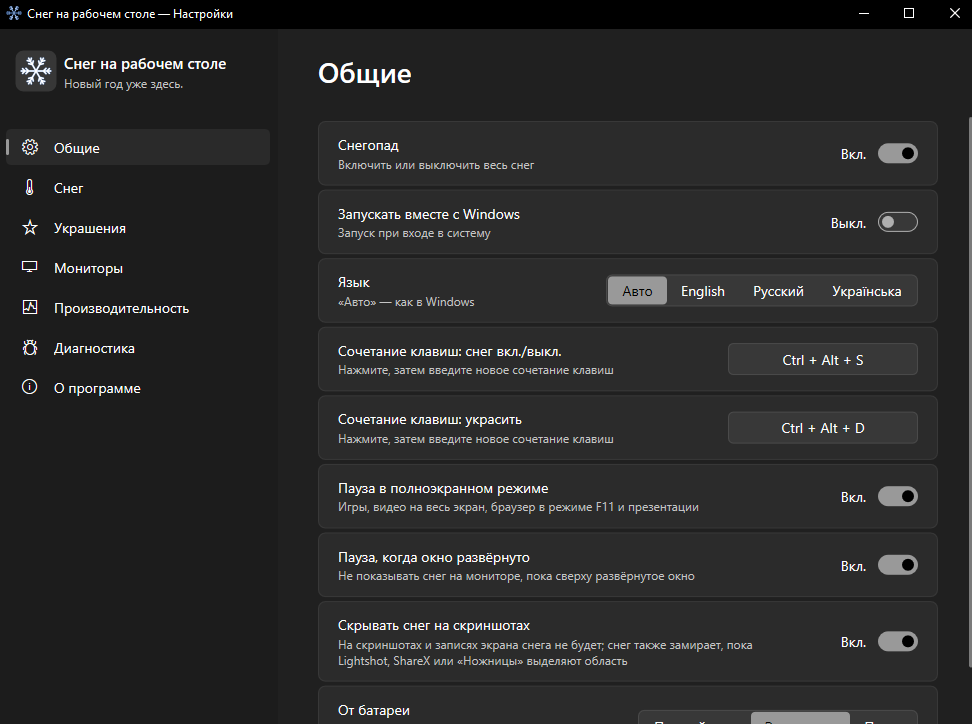 Снег на рабочем столе — Настройки
Снег на рабочем столе
Новый год уже здесь.
Общие
Снег
Украшения
Мониторы
Производительность
Диагностика
О программе
Общие
Снегопад
Включить или выключить весь снег
Вкл.
Запускать вместе с Windows
Запуск при входе в систему
Выкл.
Язык
«Авто» — как в Windows
Авто English Русский Українська
Сочетание клавиш: снег вкл./выкл.
Нажмите, затем введите новое сочетание клавиш
Ctrl + Alt + S
Сочетание клавиш: украсить
Нажмите, затем введите новое сочетание клавиш
Ctrl + Alt + D
Пауза в полноэкранном режиме
Игры, видео на весь экран, браузер в режиме F11 и презентации
Вкл.
Пауза, когда окно развёрнуто
Не показывать снег на мониторе, пока сверху развёрнутое окно
Вкл.
Скрывать снег на скриншотах
На скриншотах и записях экрана снега не будет; снег также замирает, пока
Lightshot, ShareX или «Ножницы» выделяют область
Вкл.
От батареи